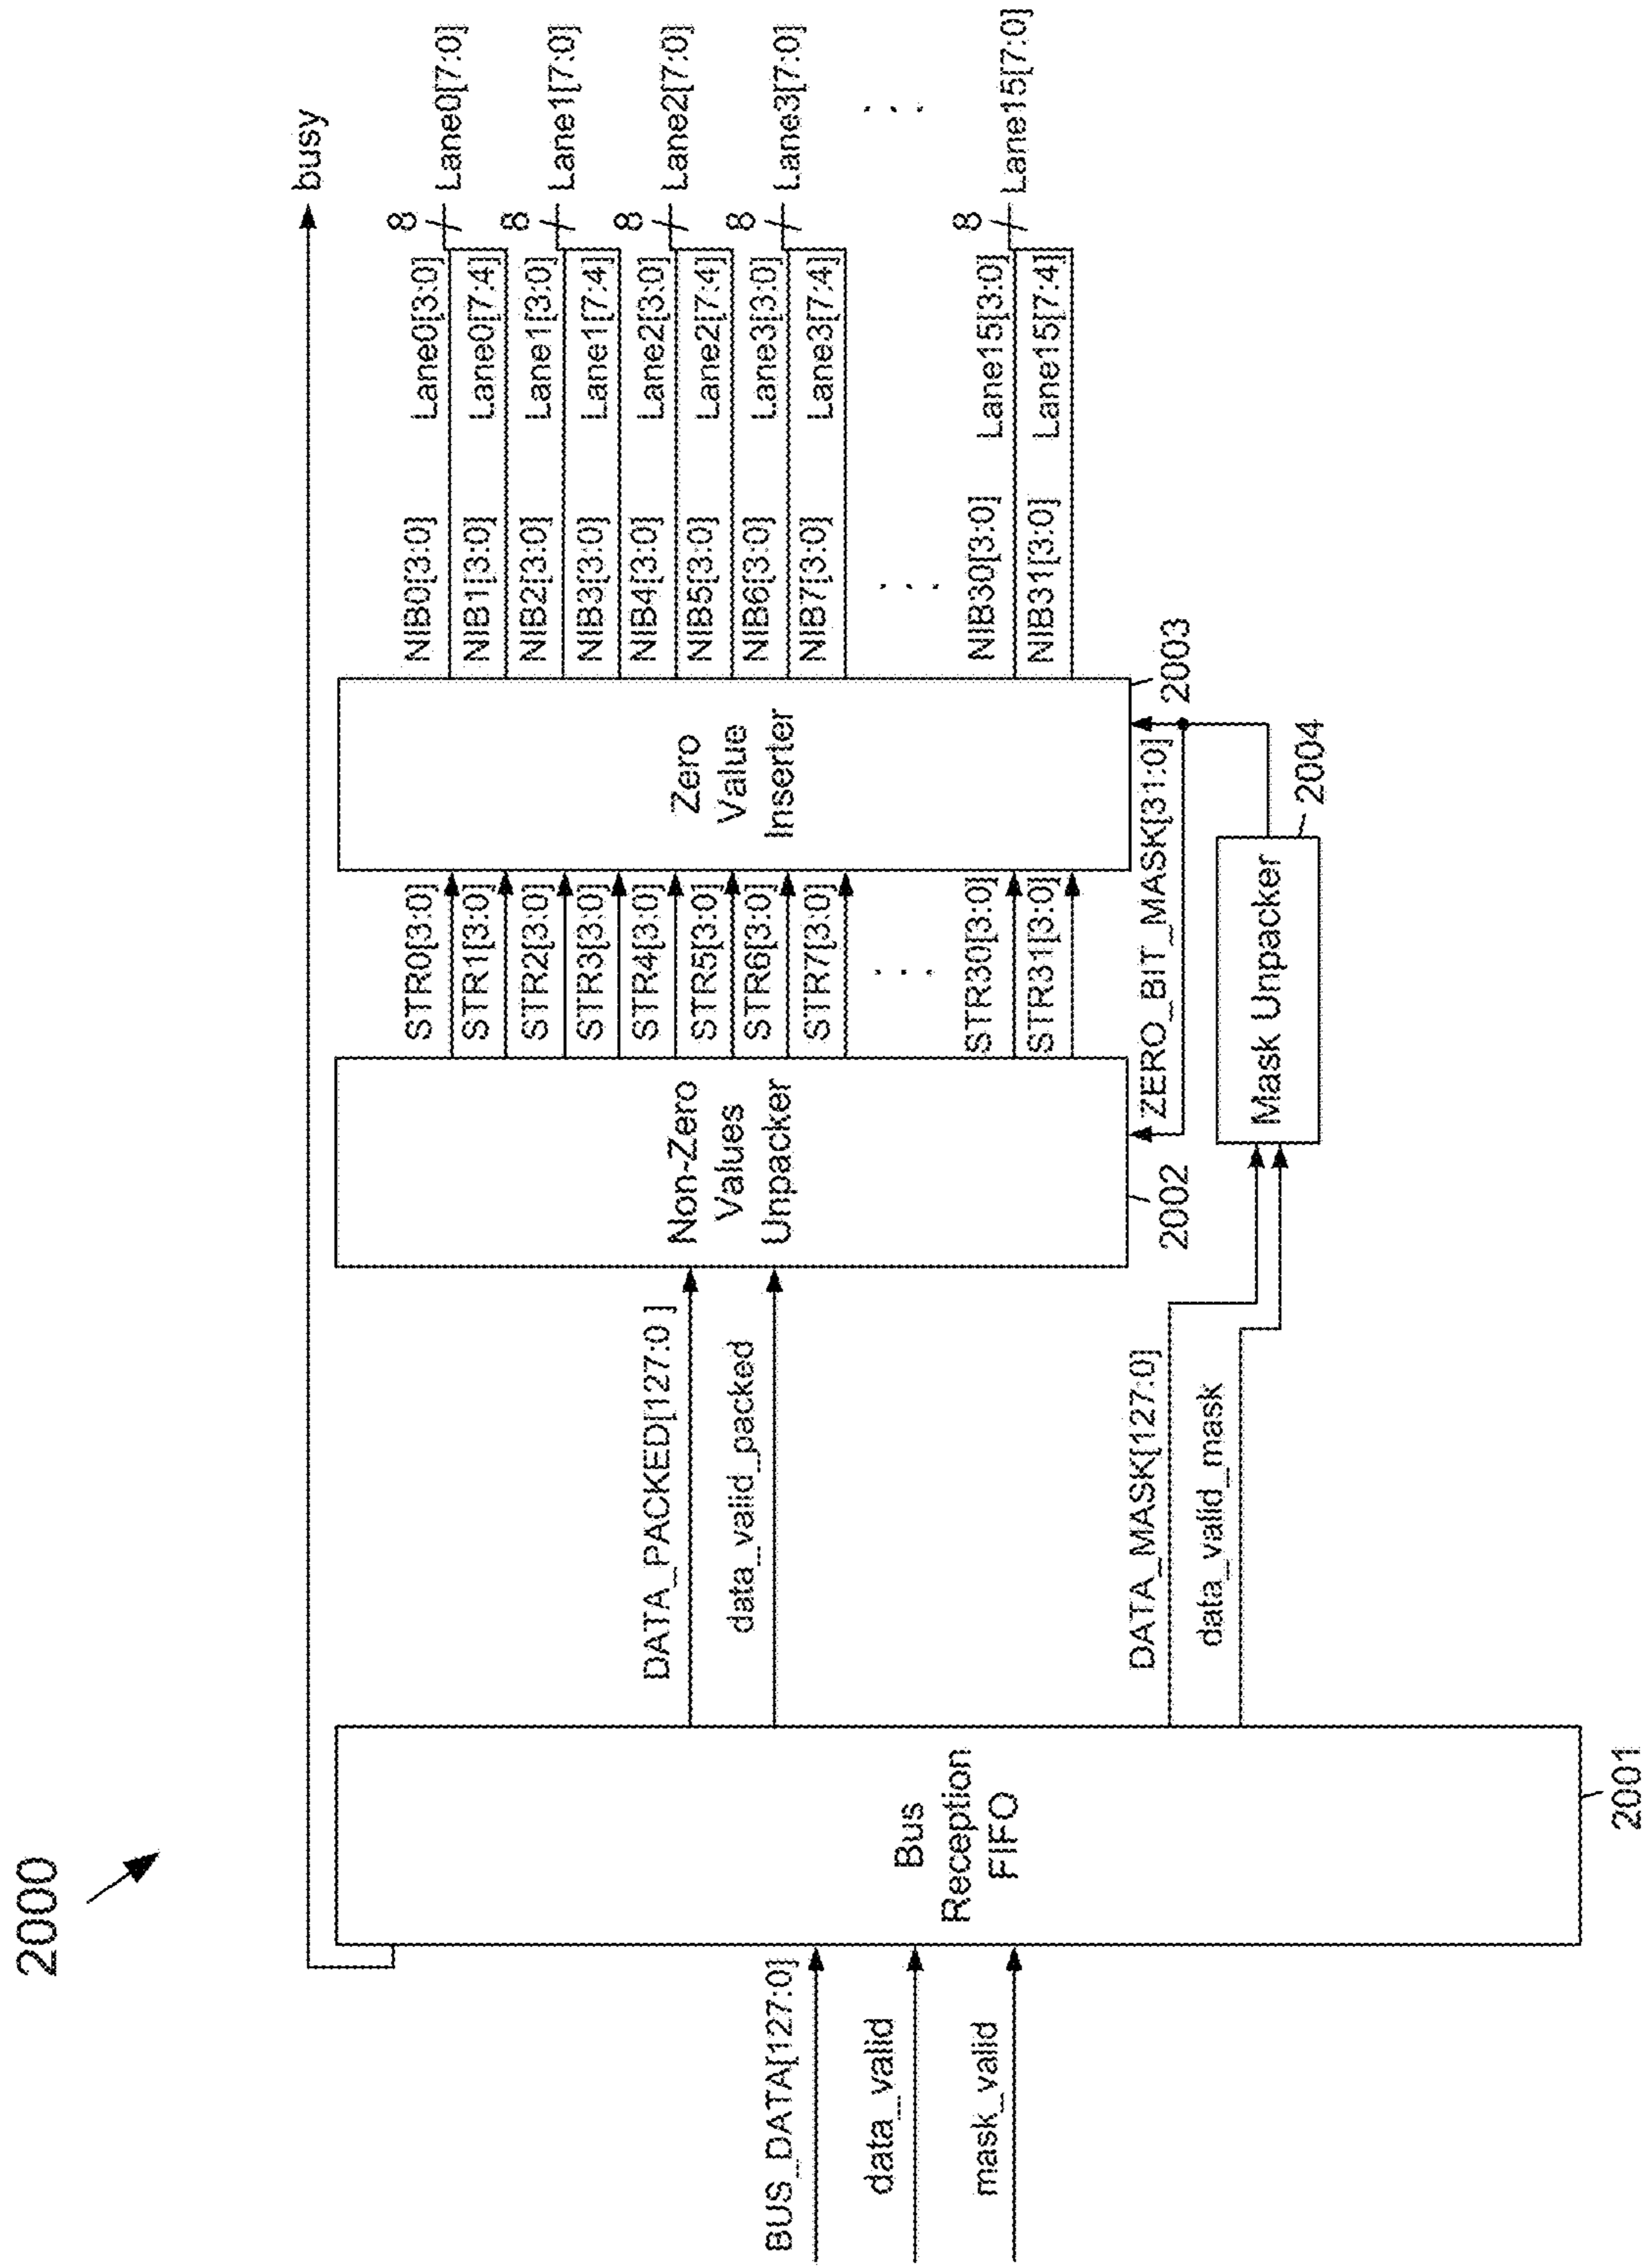 2000
busy
BUS_DATA[127:0]
data_valid
mask_valid
Bus
Reception
FIFO
2001
DATA_PACKED[127:0 ]
data_valid_packed
DATA_MASK[127:0]
data_valid_mask
Non-Zero
Values
Unpacker
2002
STR0[3:0]
STR1[3:0]
STR2[3:0]
STR3[3:0]
STR4[3:0]
STR5[3:0]
STR6[3:0]
STR7[3:0]
. . .
STR30[3:0]
STR31[3:0]
ZERO_BIT_MASK[31:0]
Mask Unpacker
2004
Zero
Value
Inserter
2003
NIB0[3:0]
NIB1[3:0]
NIB2[3:0]
NIB3[3:0]
NIB4[3:0]
NIB5[3:0]
NIB6[3:0]
NIB7[3:0]
. . .
NIB30[3:0]
NIB31[3:0]
Lane0[3:0]
Lane0[7:4]
Lane1[3:0]
Lane1[7:4]
Lane2[3:0]
Lane2[7:4]
Lane3[3:0]
Lane3[7:4]
Lane15[3:0]
Lane15[7:4]
8
8
8
8
8
Lane0[7:0]
Lane1[7:0]
Lane2[7:0]
Lane3[7:0]
. . .
Lane15[7:0]